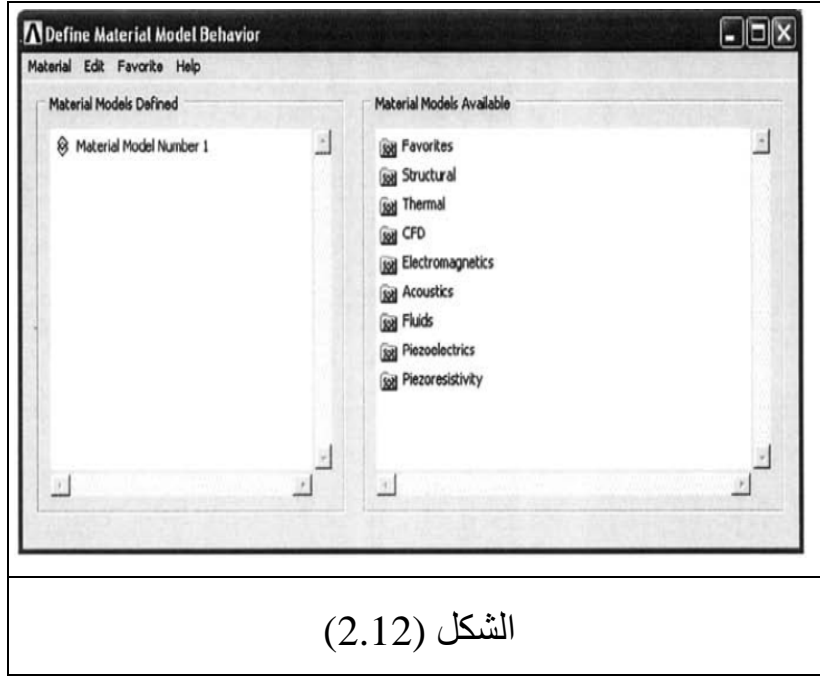 Define Material Model Behavior
Material Edit Favorite Help
Material Models Defined
Material Model Number 1
Material Models Available
Favorites
Structural
Thermal
CFD
Electromagnetics
Acoustics
Fluids
Piezoelectrics
Piezoresistivity
الشكل (2.12)